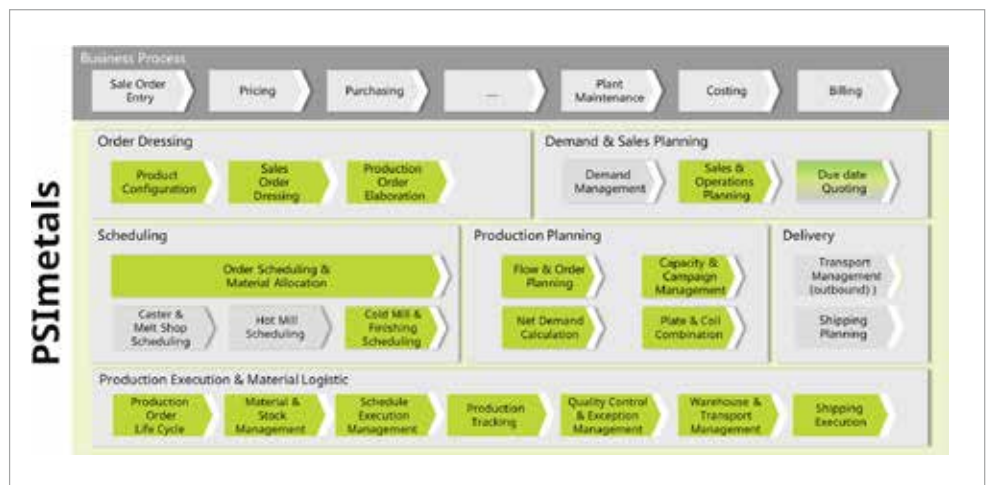 PSImetals
Business Process
Sale Order
Entry
Pricing
Purchasing
...
Plant
Maintenance
Costing
Billing
Order Dressing
Product
Configuration
Sales
Order
Dressing
Production
Order
Elaboration
Demand & Sales Planning
Demand
Management
Sales &
Operations
Planning
Due date
Quoting
Scheduling
Order Scheduling &
Material Allocation
Caster &
Melt Shop
Scheduling
Hot Mill
Scheduling
Cold Mill &
Finishing
Scheduling
Production Planning
Flow & Order
Planning
Capacity &
Campaign
Management
Net Demand
Calculation
Plate & Coil
Combination
Delivery
Transport
Management
(outbound) )
Shipping
Planning
Production Execution & Material Logistic
Production
Order
Life Cycle
Material &
Stock
Management
Schedule
Execution
Management
Production
Tracking
Quality Control
& Exception
Management
Warehouse &
Transport
Management
Shipping
Execution